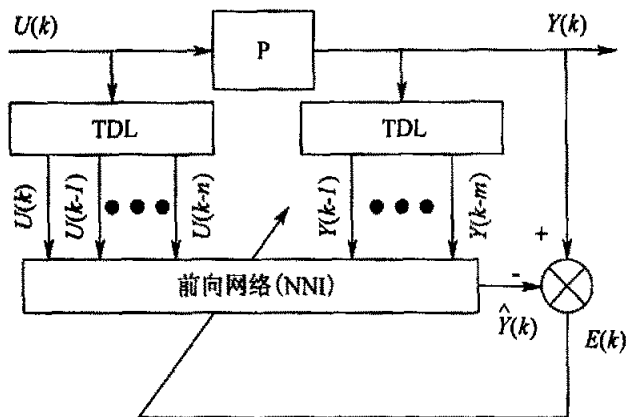 U(k)
P
Y(k)
TDL
TDL
U(k)
U(k-1)
U(k-n)
Y(k-1)
Y(k-m)
+
前向网络(NNI)
-
Ŷ(k)
E(k)